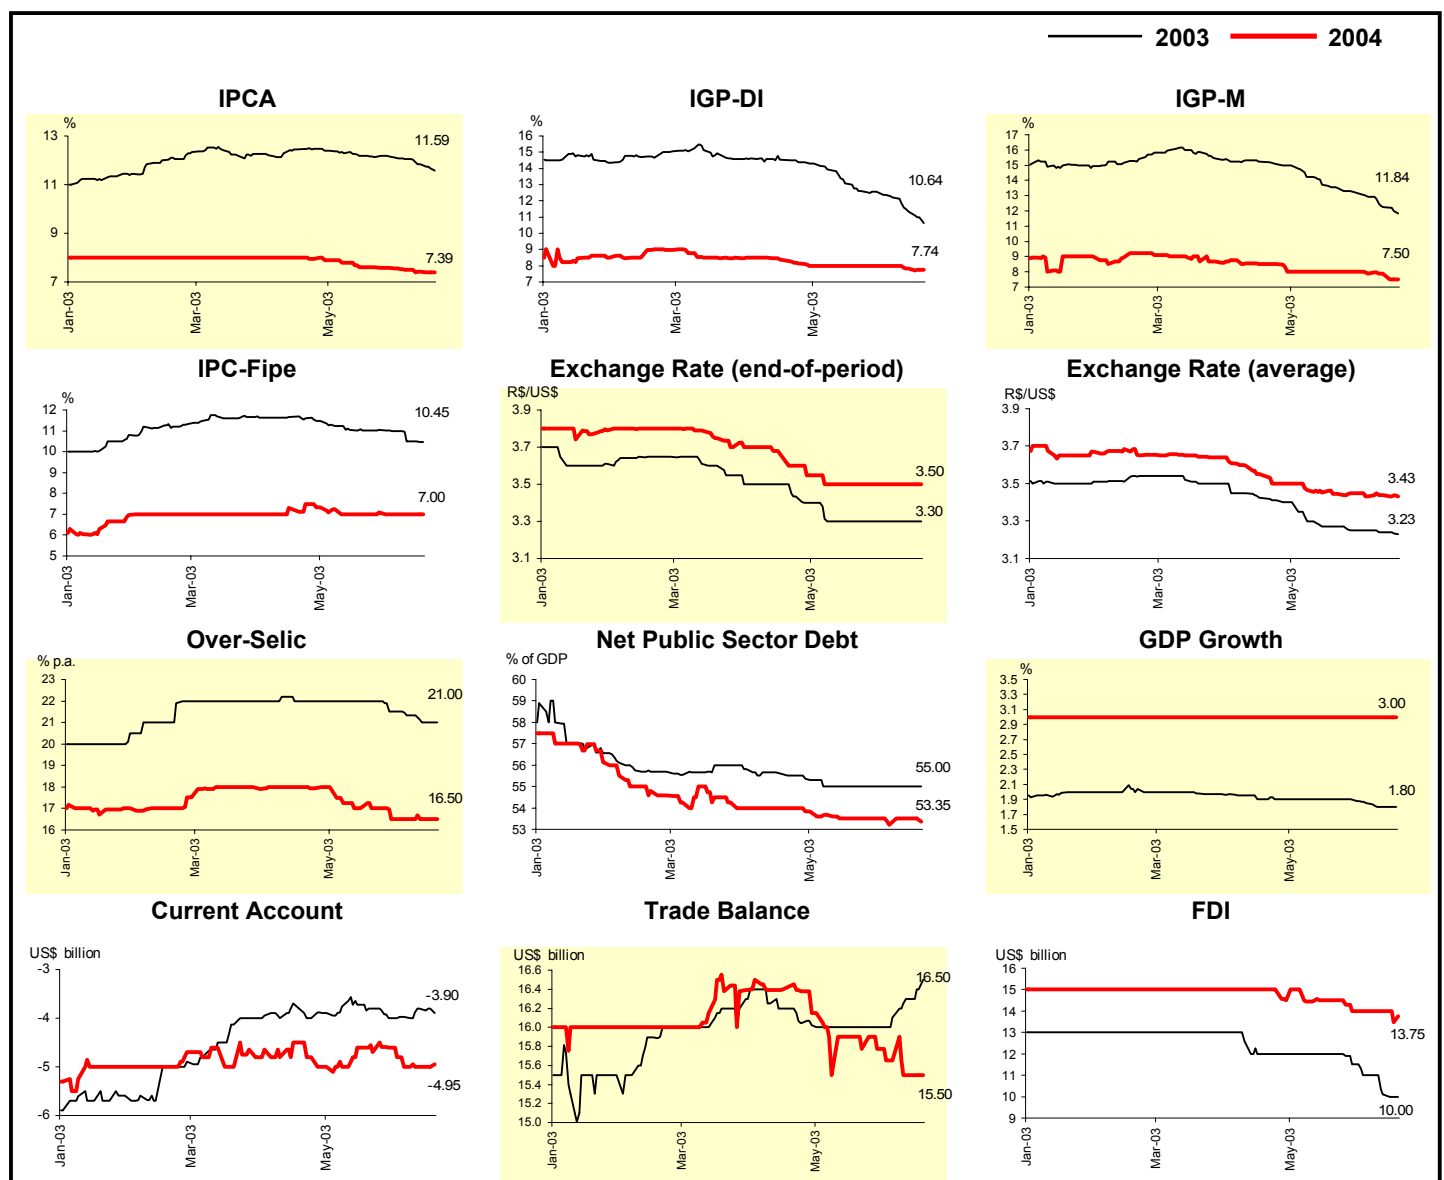 2003 2004
IPCA
%
13
11
9
7
11.59
7.39
Jan-03
Mar-03
May-03
IGP-DI
%
16
15
14
13
12
11
10
9
8
7
10.64
7.74
Jan-03
Mar-03
May-03
IGP-M
%
17
16
15
14
13
12
11
10
9
8
7
11.84
7.50
Jan-03
Mar-03
May-03
IPC-Fipe
%
12
11
10
9
8
7
6
5
10.45
7.00
Jan-03
Mar-03
May-03
Exchange Rate (end-of-period)
R$/US$
3.9
3.7
3.5
3.3
3.1
3.50
3.30
Jan-03
Mar-03
May-03
Exchange Rate (average)
R$/US$
3.9
3.7
3.5
3.3
3.1
3.43
3.23
Jan-03
Mar-03
May-03
Over-Selic
% p.a.
23
22
21
20
19
18
17
16
21.00
16.50
Jan-03
Mar-03
May-03
Net Public Sector Debt
% of GDP
60
59
58
57
56
55
54
53
55.00
53.35
Jan-03
Mar-03
May-03
GDP Growth
%
3.5
3.3
3.1
2.9
2.7
2.5
2.3
2.1
1.9
1.7
1.5
3.00
1.80
Jan-03
Mar-03
May-03
Current Account
US$ billion
-3
-4
-5
-6
-3.90
-4.95
Jan-03
Mar-03
May-03
Trade Balance
US$ billion
16.6
16.4
16.2
16.0
15.8
15.6
15.4
15.2
15.0
16.50
15.50
Jan-03
Mar-03
May-03
FDI
US$ billion
16
15
14
13
12
11
10
9
13.75
10.00
Jan-03
Mar-03
May-03